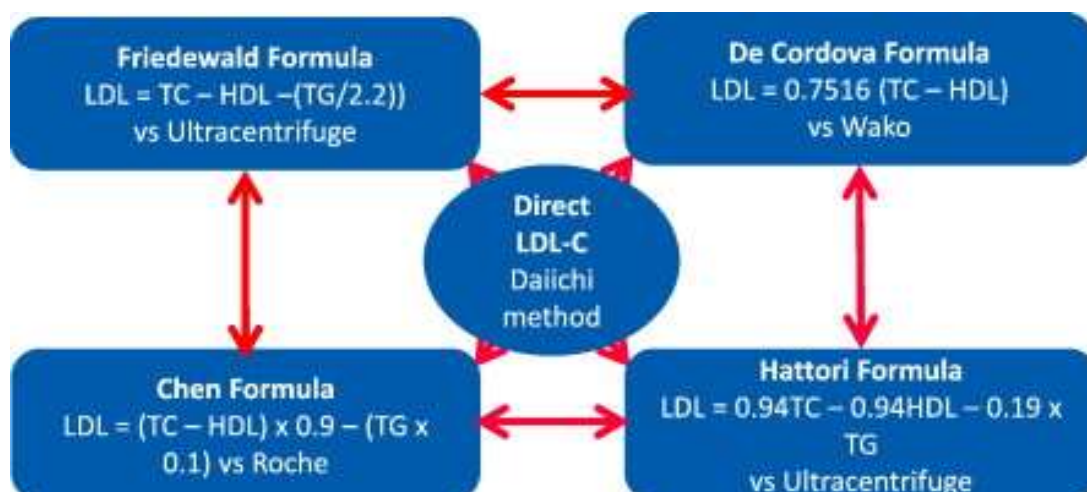 Friedewald Formula
LDL = TC – HDL –(TG/2.2))
vs Ultracentrifuge
De Cordova Formula
LDL = 0.7516 (TC – HDL)
vs Wako
Direct
LDL-C
Daiichi
method
Chen Formula
LDL = (TC – HDL) x 0.9 – (TG x
0.1) vs Roche
Hattori Formula
LDL = 0.94TC – 0.94HDL – 0.19 x
TG
vs Ultracentrifuge